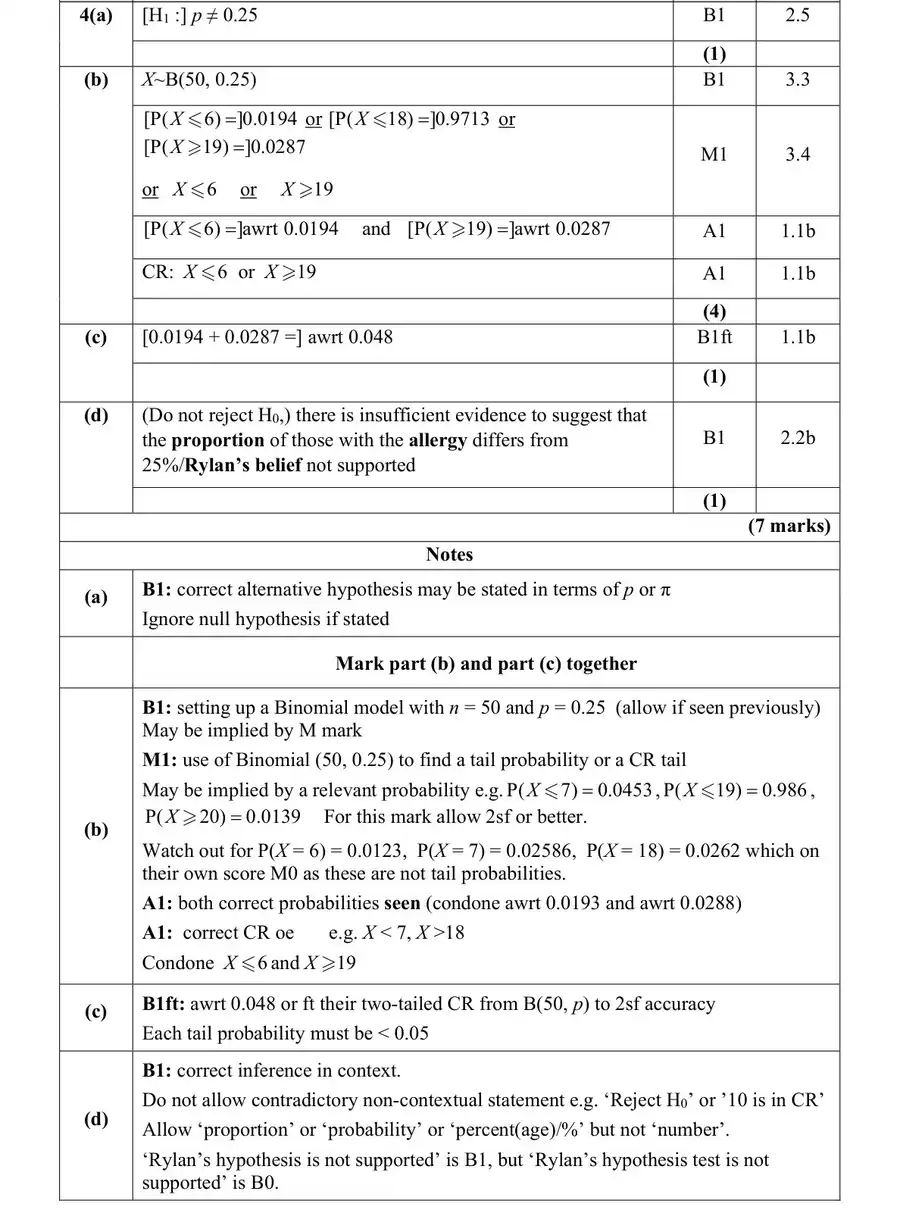 4(a) [H₁ :] p ≠ 0.25 B1 2.5
(1)
(b) X~B(50, 0.25) B1 3.3
[P(X⩽6) =]0.0194 or [P(X⩽18) =]0.9713 or
[P(X⩾19) =]0.0287
M1 3.4
or X⩽6 or X⩾19
[P(X⩽6) =]awrt 0.0194 and [P(X⩾19) =]awrt 0.0287 A1 1.1b
CR: X⩽6 or X⩾19 A1 1.1b
(4)
(c) [0.0194 + 0.0287 =] awrt 0.048 B1ft 1.1b
(1)
(d) (Do not reject H₀,) there is insufficient evidence to suggest that
the proportion of those with the allergy differs from B1 2.2b
25%/Rylan’s belief not supported
(1)
(7 marks)
Notes
(a) B1: correct alternative hypothesis may be stated in terms of p or π
Ignore null hypothesis if stated
Mark part (b) and part (c) together
(b) B1: setting up a Binomial model with n = 50 and p = 0.25 (allow if seen previously)
May be implied by M mark
M1: use of Binomial (50, 0.25) to find a tail probability or a CR tail
May be implied by a relevant probability e.g. P(X⩽7) = 0.0453 , P(X⩽19) = 0.986 ,
P(X⩾20) = 0.0139 For this mark allow 2sf or better.
Watch out for P(X = 6) = 0.0123, P(X = 7) = 0.02586, P(X = 18) = 0.0262 which on
their own score M0 as these are not tail probabilities.
A1: both correct probabilities seen (condone awrt 0.0193 and awrt 0.0288)
A1: correct CR oe e.g. X < 7, X >18
Condone X⩽6 and X⩾19
(c) B1ft: awrt 0.048 or ft their two-tailed CR from B(50, p) to 2sf accuracy
Each tail probability must be < 0.05
(d) B1: correct inference in context.
Do not allow contradictory non-contextual statement e.g. ‘Reject H₀’ or ’10 is in CR’
Allow ‘proportion’ or ‘probability’ or ‘percent(age)/%’ but not ‘number’.
‘Rylan’s hypothesis is not supported’ is B1, but ‘Rylan’s hypothesis test is not
supported’ is B0.